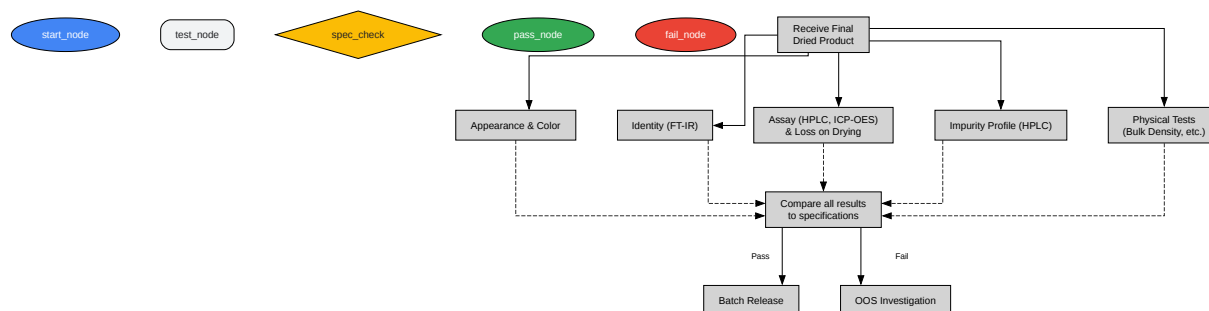 start_node
test_node
spec_check
pass_node
fail_node
Receive Final
Dried Product
Appearance & Color
Identity (FT-IR)
Assay (HPLC, ICP-OES)
& Loss on Drying
Impurity Profile (HPLC)
Physical Tests
(Bulk Density, etc.)
Compare all results
to specifications
Pass
Fail
Batch Release
OOS Investigation